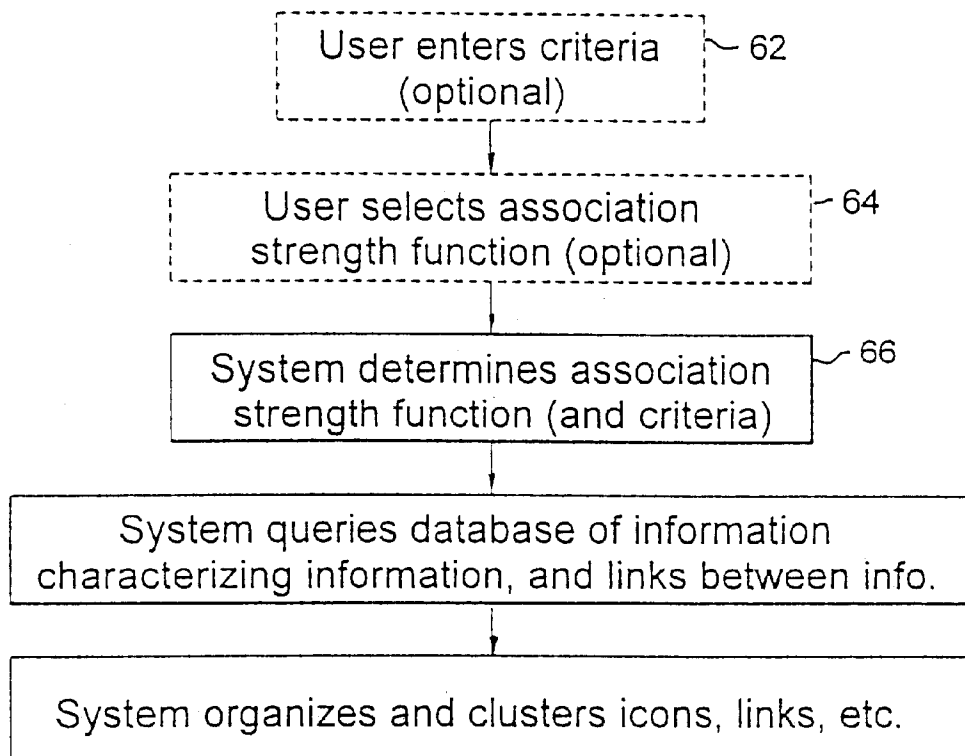 User enters criteria
(optional)
62
User selects association
strength function (optional)
64
System determines association
strength function (and criteria)
66
System queries database of information
characterizing information, and links between info.
System organizes and clusters icons, links, etc.